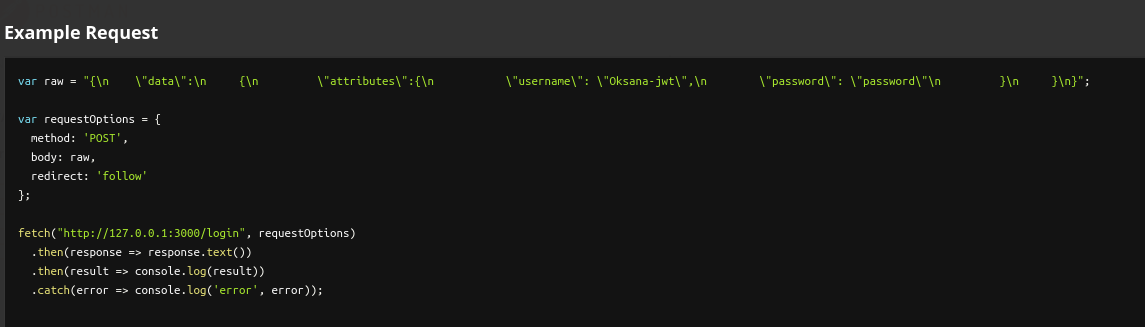 Example Request
var raw = "{\n    \"data\":\n     {\n         \"attributes\":{\n           \"username\": \"Oksana-jwt\",\n        \"password\": \"password\"\n         }\n     }\n}";
var requestOptions = {
  method: 'POST',
  body: raw,
  redirect: 'follow'
};
fetch("http://127.0.0.1:3000/login", requestOptions)
  .then(response => response.text())
  .then(result => console.log(result))
  .catch(error => console.log('error', error));